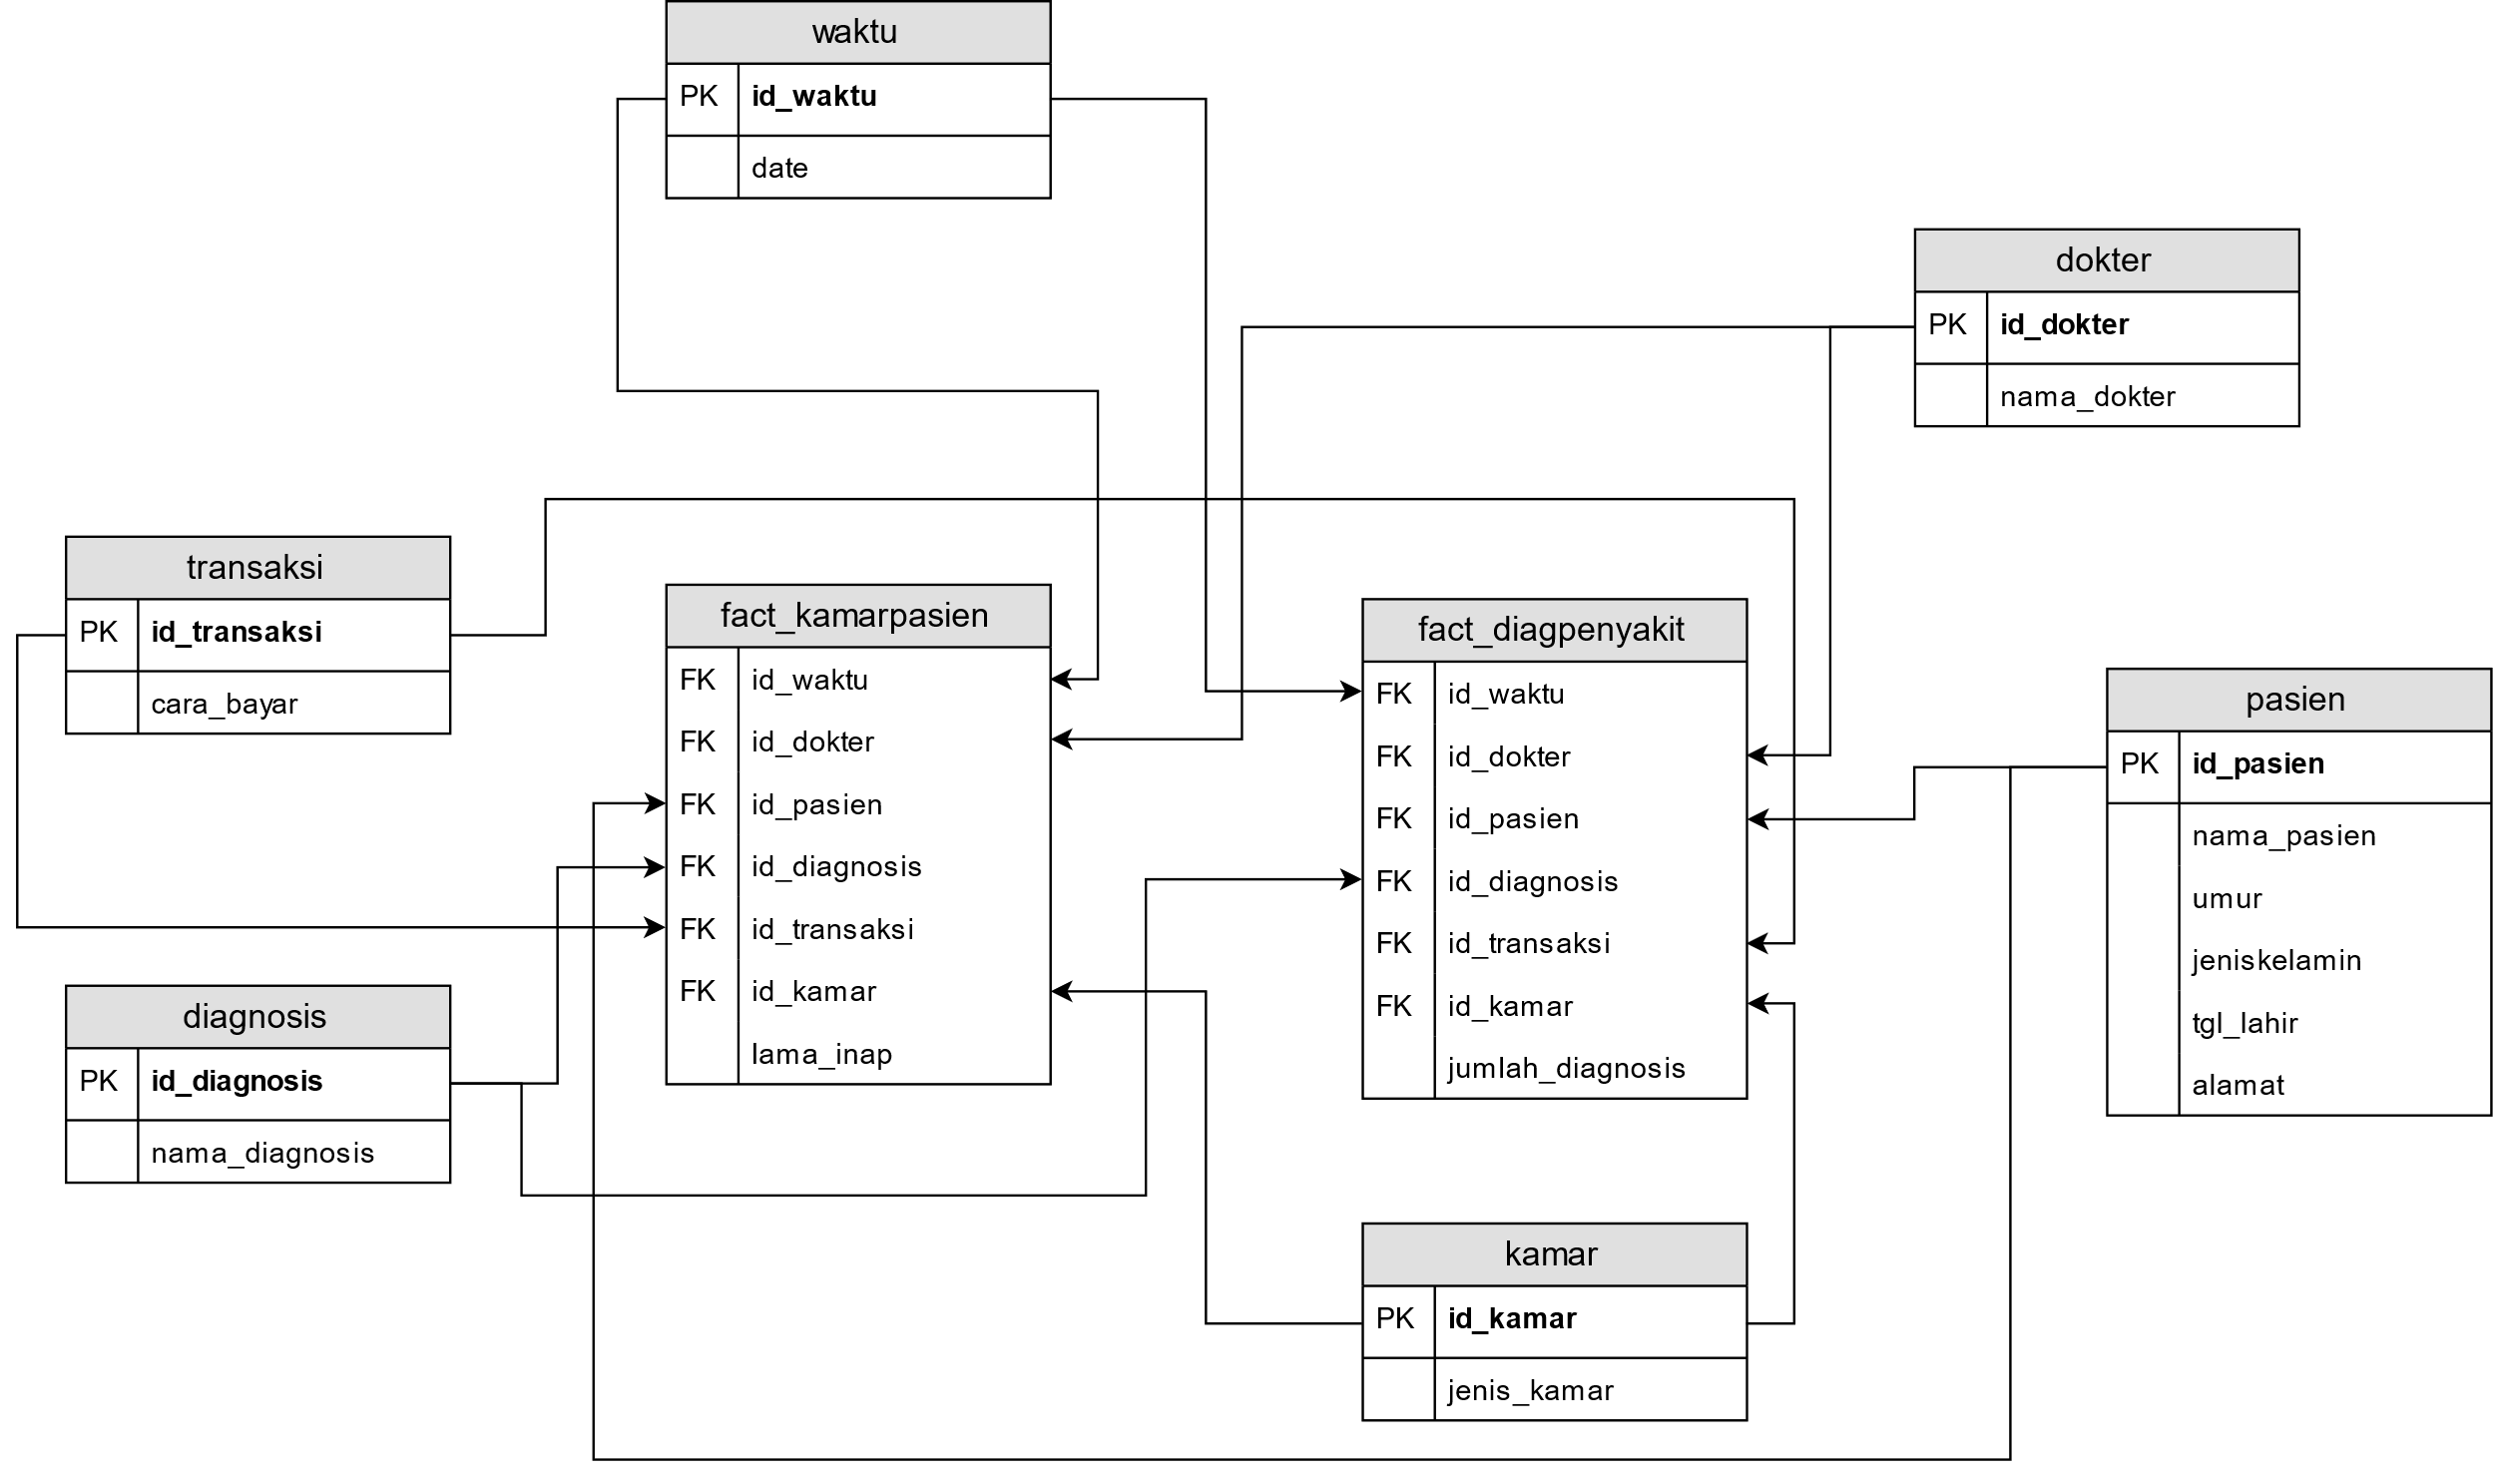 waktu
PK id_waktu
date
dokter
PK id_dokter
nama_dokter
transaksi
PK id_transaksi
cara_bayar
fact_kamarpasien
FK id_waktu
FK id_dokter
FK id_pasien
FK id_diagnosis
FK id_transaksi
FK id_kamar
lama_inap
fact_diagpenyakit
FK id_waktu
FK id_dokter
FK id_pasien
FK id_diagnosis
FK id_transaksi
FK id_kamar
jumlah_diagnosis
pasien
PK id_pasien
nama_pasien
umur
jeniskelamin
tgl_lahir
alamat
diagnosis
PK id_diagnosis
nama_diagnosis
kamar
PK id_kamar
jenis_kamar